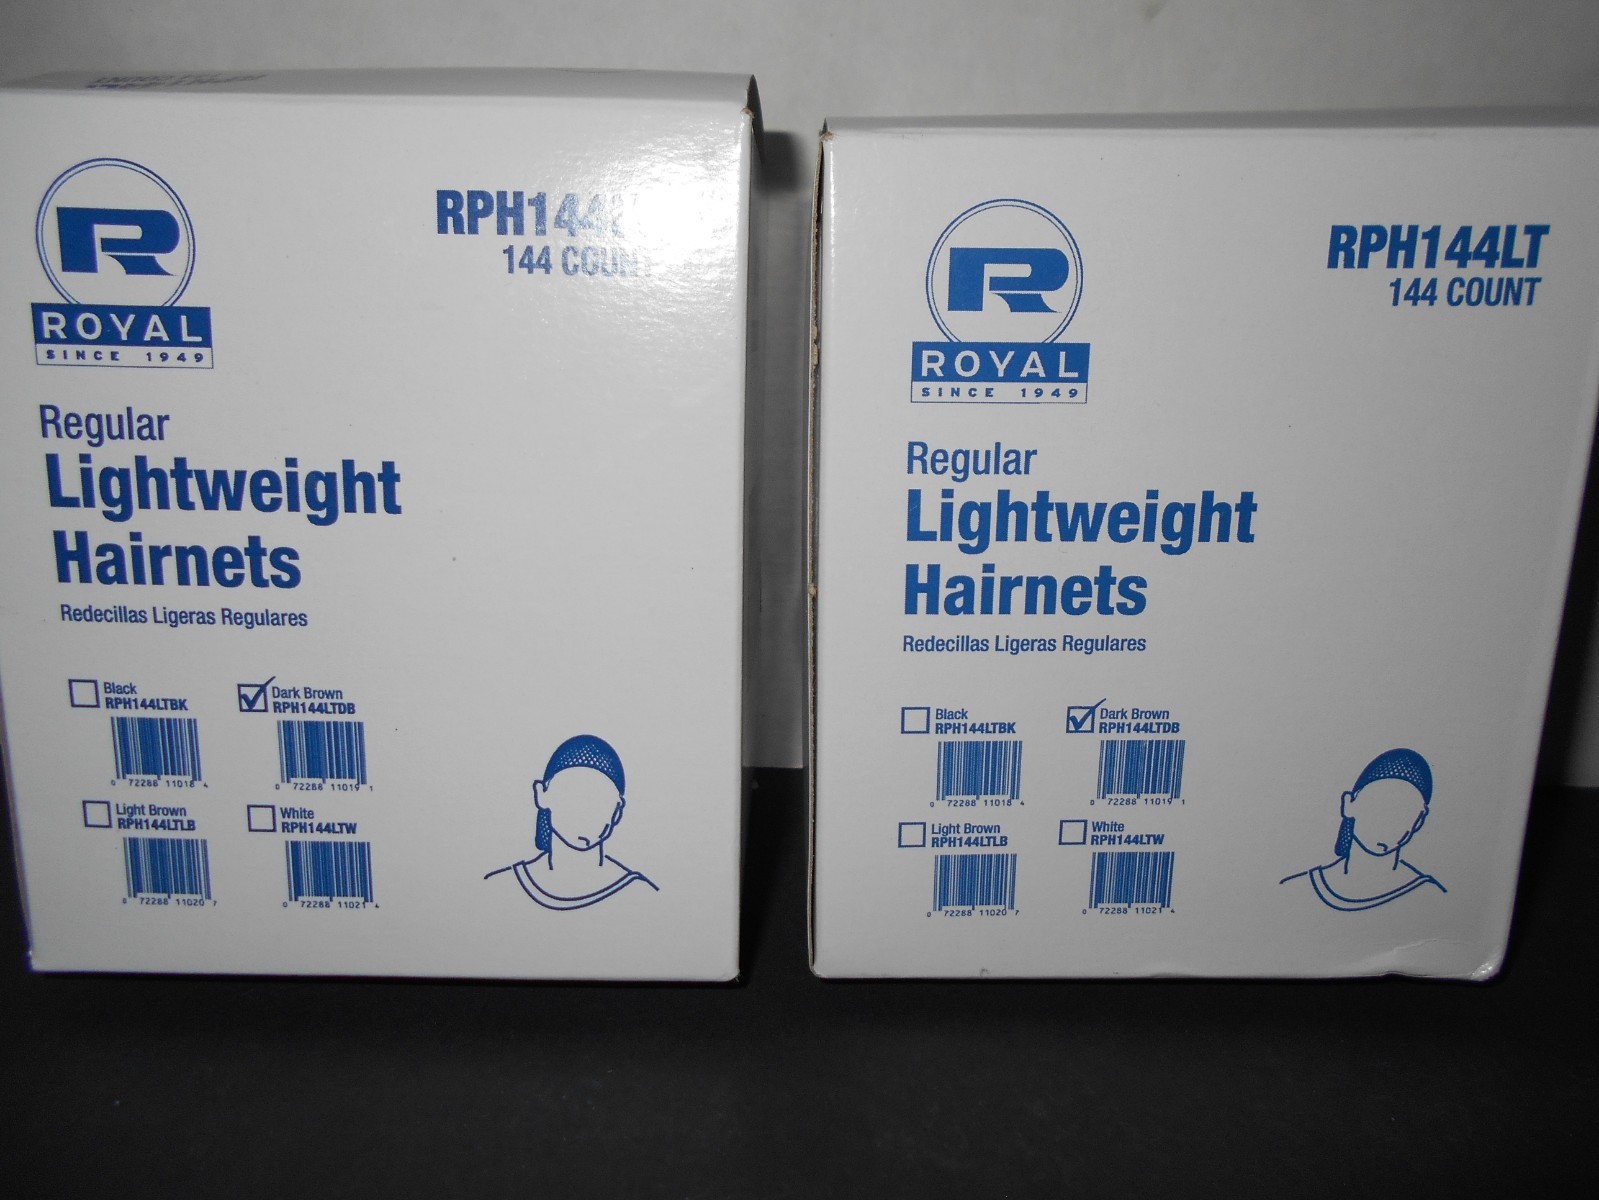 ROYAL
SINCE 1949
RPH144
144 COUNT
Regular
Lightweight
Hairnets
Redecillas Ligeras Regulares
Black
RPH144LTBK
0 72288 11018 4
Dark Brown
RPH144LTDB
0 72288 11019 1
Light Brown
RPH144LTLB
0 72288 11020 7
White
RPH144LTW
0 72288 11021 4
ROYAL
SINCE 1949
RPH144LT
144 COUNT
Regular
Lightweight
Hairnets
Redecillas Ligeras Regulares
Black
RPH144LTBK
0 72288 11018 4
Dark Brown
RPH144LTDB
0 72288 11019 1
Light Brown
RPH144LTLB
0 72288 11020 7
White
RPH144LTW
0 72288 11021 4